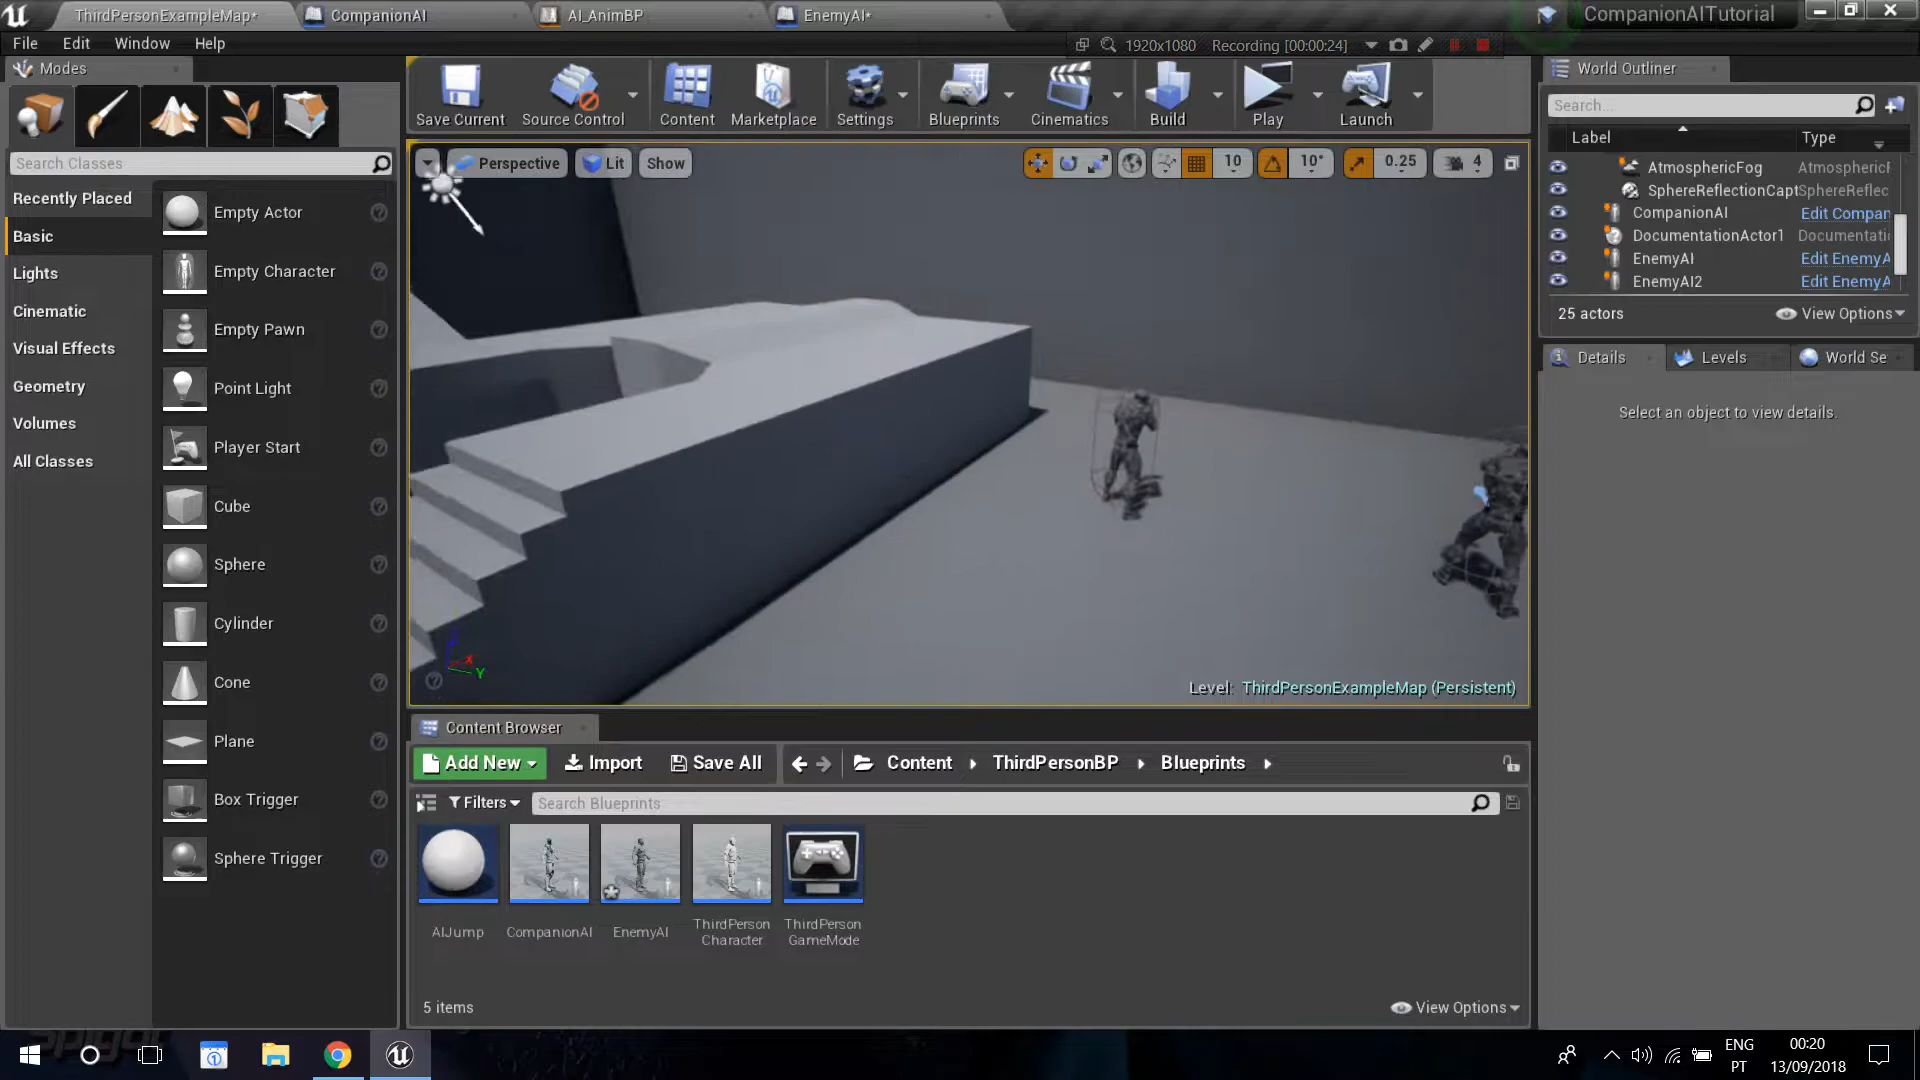 ThirdPersonExampleMap*
CompanionAI
AI_AnimBP
EnemyAI*
CompanionAITutorial
File
Edit
Window
Help
1920x1080
Recording [00:00:24]
Modes
Search Classes
Recently Placed
Basic
Lights
Cinematic
Visual Effects
Geometry
Volumes
All Classes
Empty Actor
Empty Character
Empty Pawn
Point Light
Player Start
Cube
Sphere
Cylinder
Cone
Plane
Box Trigger
Sphere Trigger
Save Current
Source Control
Content
Marketplace
Settings
Blueprints
Cinematics
Build
Play
Launch
Perspective
Lit
Show
10
10°
0.25
4
X
Y
Level: ThirdPersonExampleMap (Persistent)
World Outliner
Search...
Label
Type
AtmosphericFog
Atmospheric
SphereReflectionCapt
SphereReflec
CompanionAI
Edit Compan
DocumentationActor1
Documentati
EnemyAI
Edit EnemyA
EnemyAI2
Edit EnemyA
25 actors
View Options
Details
Levels
World Se
Select an object to view details.
Content Browser
Add New
Import
Save All
Content
ThirdPersonBP
Blueprints
Filters
Search Blueprints
AIJump
CompanionAI
EnemyAI
ThirdPerson
Character
ThirdPerson
GameMode
5 items
View Options
ENG
PT
00:20
13/09/2018